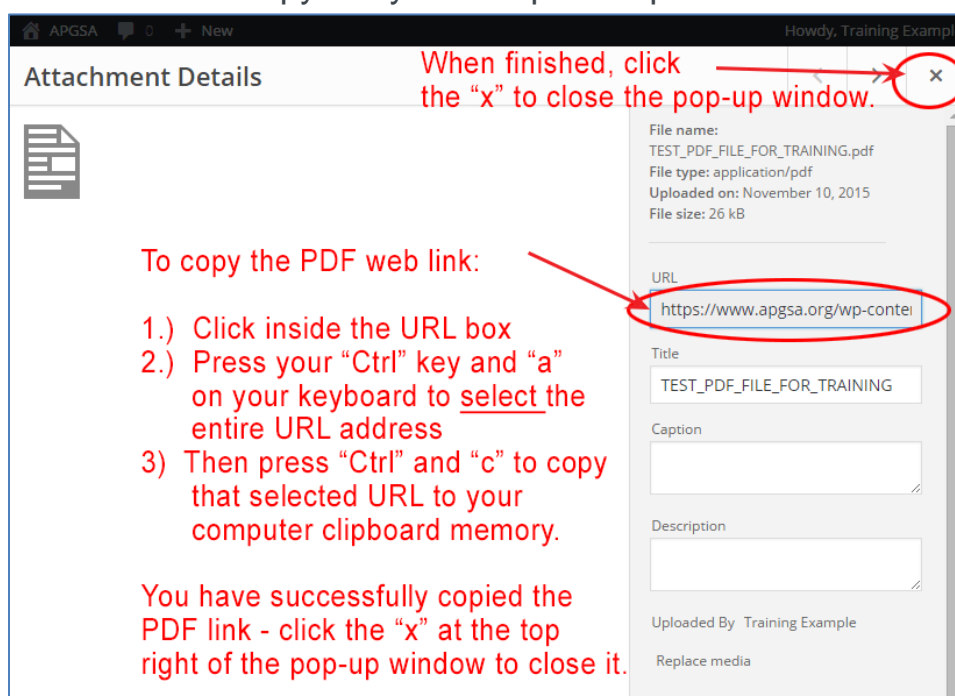 APGSA 0 + New Howdy, Training Exampl
Attachment Details
When finished, click
the “x” to close the pop-up window.
File name:
TEST_PDF_FILE_FOR_TRAINING.pdf
File type: application/pdf
Uploaded on: November 10, 2015
File size: 26 kB
To copy the PDF web link:
URL
https://www.apgsa.org/wp-conte
1.) Click inside the URL box
2.) Press your “Ctrl” key and “a”
on your keyboard to select the
entire URL address
3) Then press “Ctrl” and “c” to copy
that selected URL to your
computer clipboard memory.
Title
TEST_PDF_FILE_FOR_TRAINING
Caption
Description
You have successfully copied the
PDF link - click the “x” at the top
right of the pop-up window to close it.
Uploaded By Training Example
Replace media